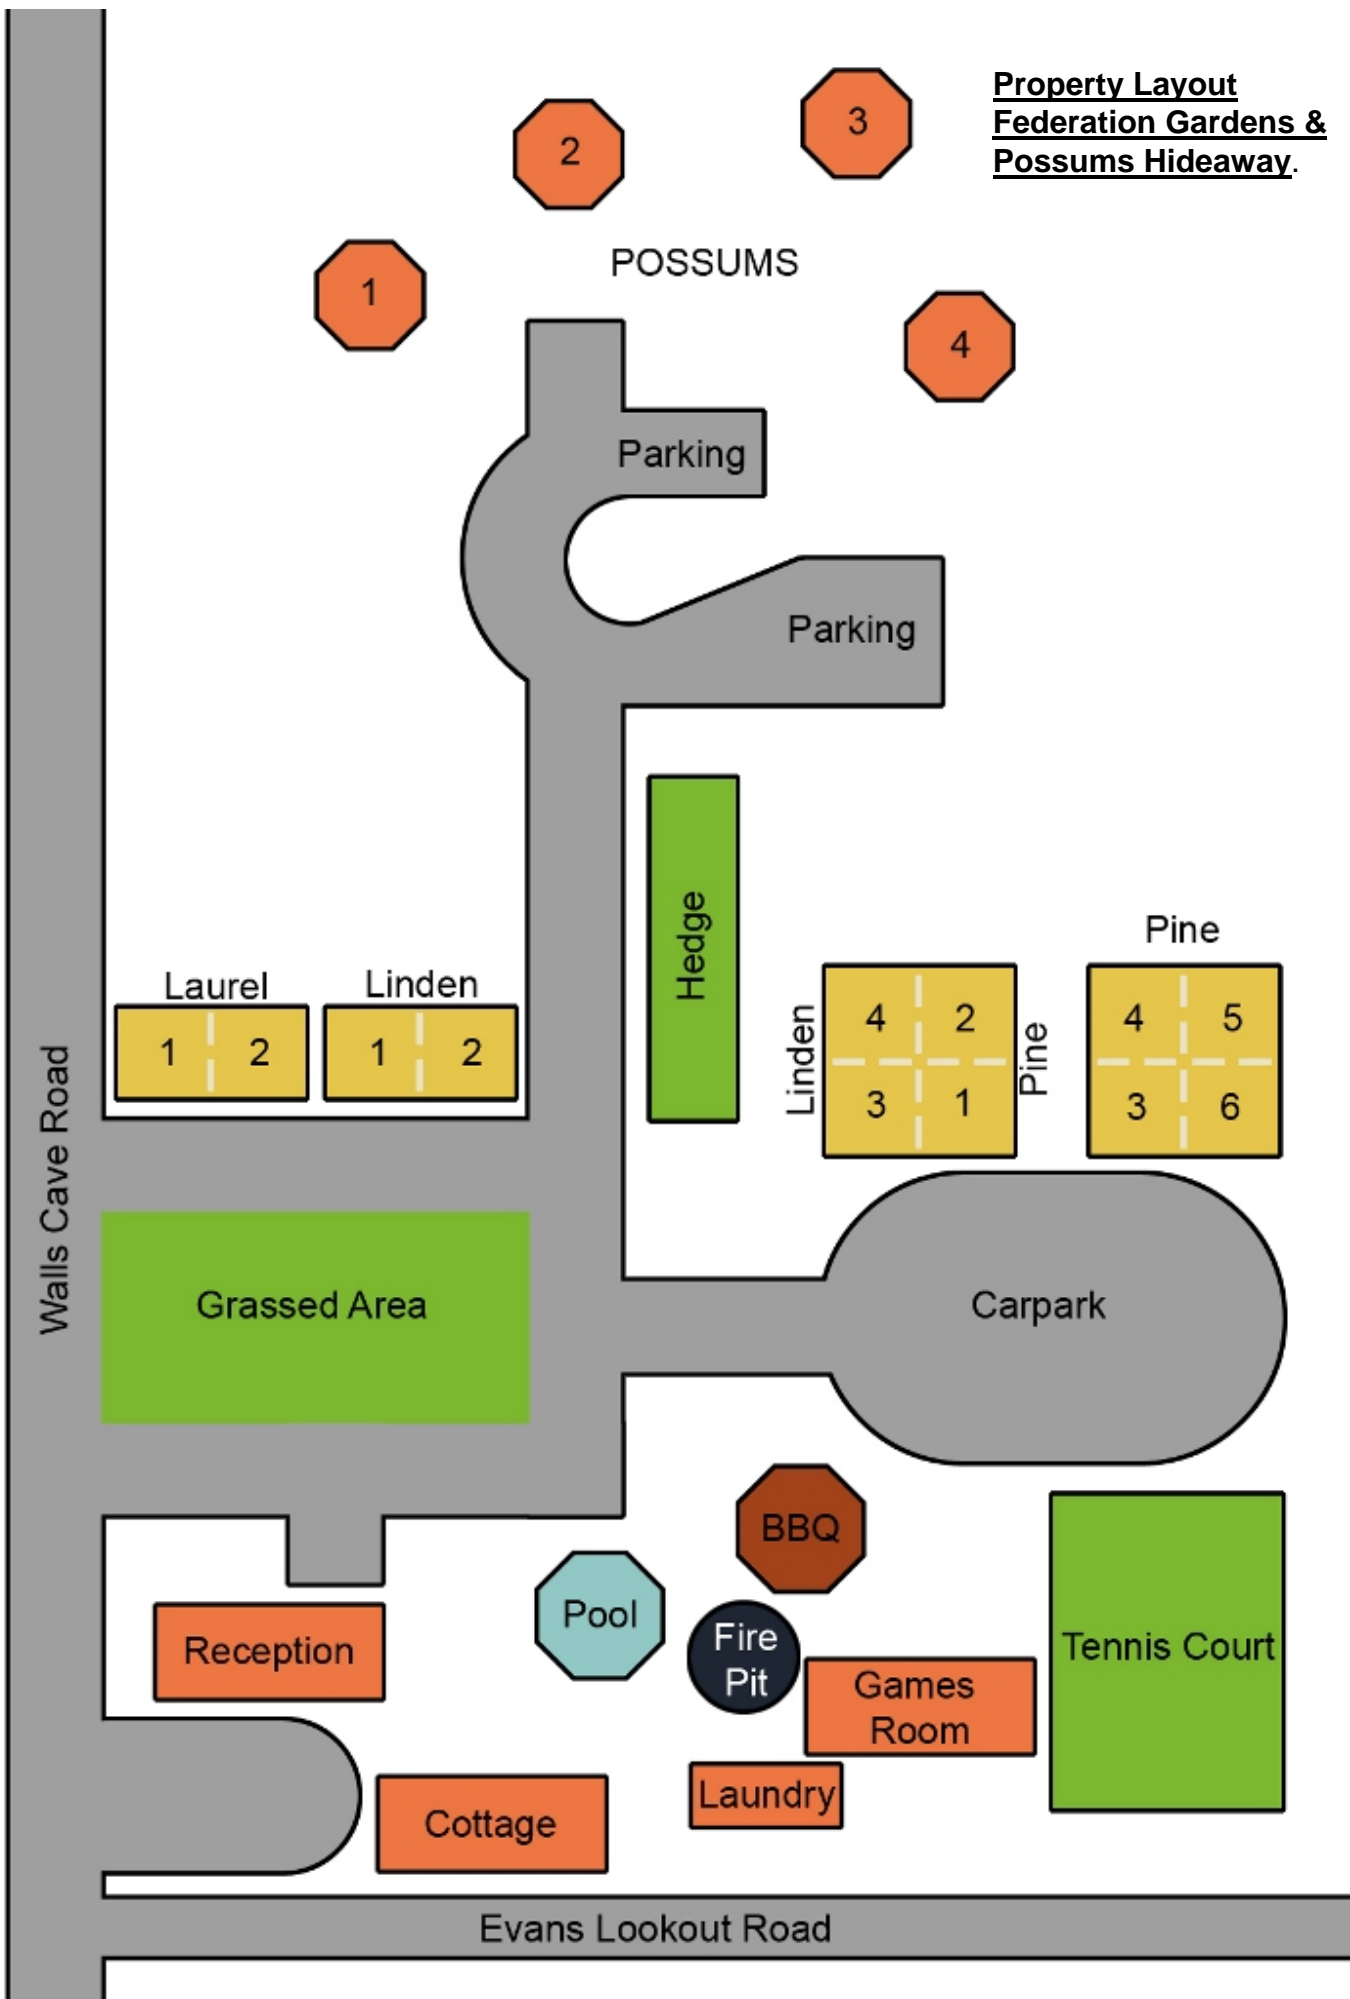 Property Layout
Federation Gardens &
Possums Hideaway.
3
2
POSSUMS
1
4
Parking
Parking
Hedge
Pine
Laurel
Linden
1 2
1 2
Linden
4 2
3 1
Pine
4 5
3 6
Walls Cave Road
Grassed Area
Carpark
BBQ
Pool
Fire
Pit
Reception
Games
Room
Tennis Court
Laundry
Cottage
Evans Lookout Road